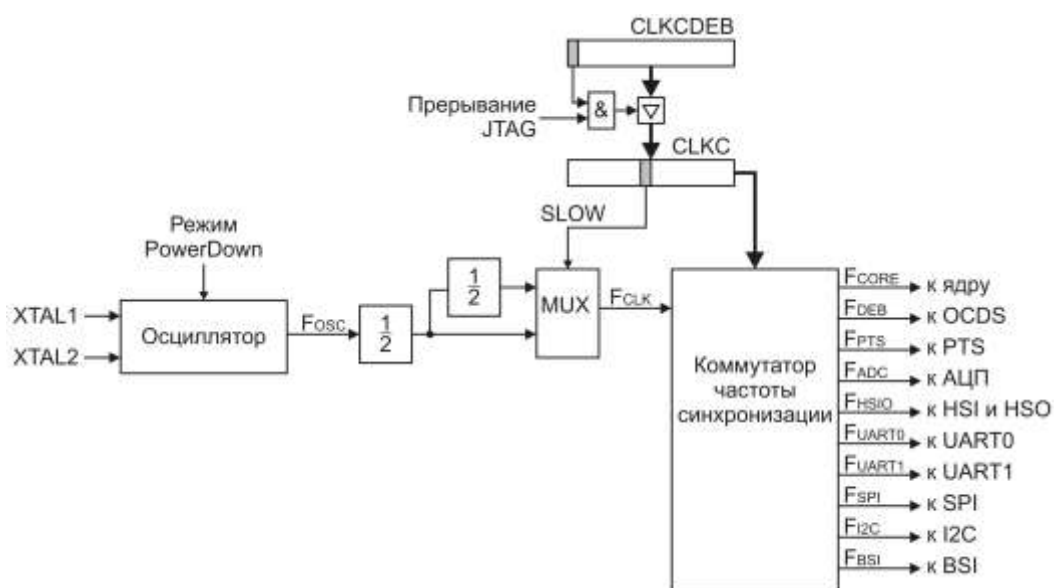 CLKCDEB
Прерывание
JTAG
&
CLKC
SLOW
Режим
PowerDown
XTAL1
XTAL2
Осциллятор
FOSC
1
2
1
2
MUX
FCLK
Коммутатор
частоты
синхронизации
FCORE к ядру
FDEB к OCDS
FPTS к PTS
FADC к АЦП
FHSIO к HSI и HSO
FUART0 к UART0
FUART1 к UART1
FSPI к SPI
FI2C к I2C
FBSI к BSI